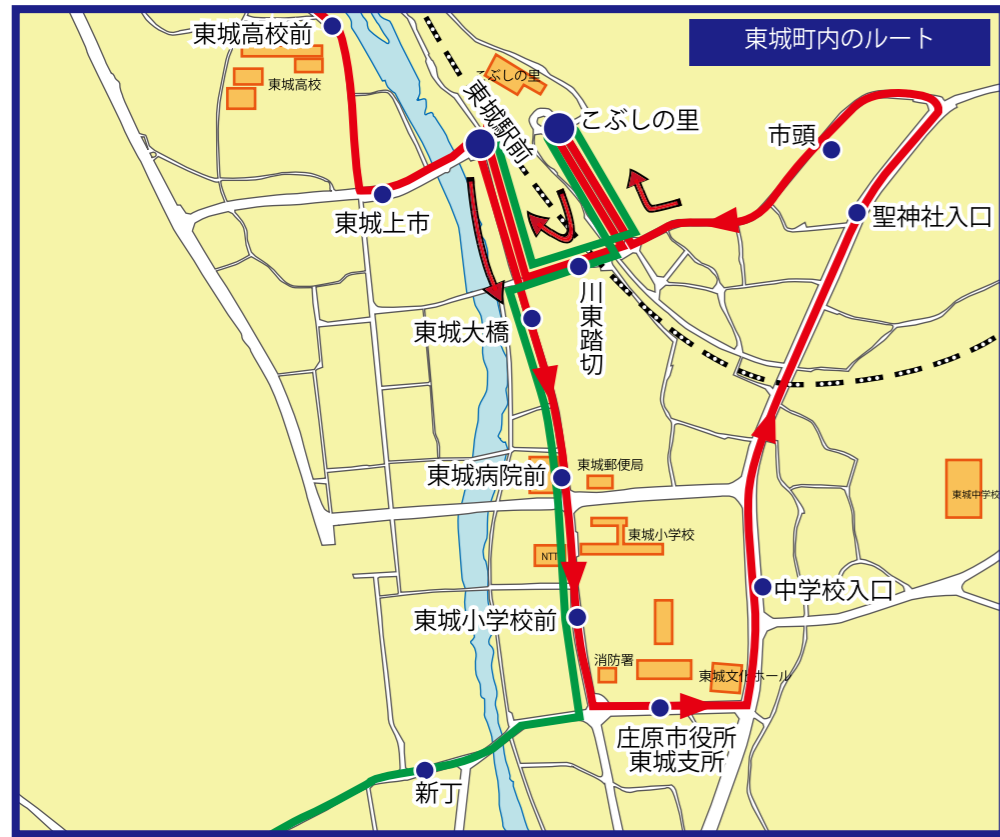 東城町内のルート
東城高校前
東城高校
こぶしの里
東城駅前
こぶしの里
市頭
東城上市
聖神社入口
川東踏切
東城大橋
東城病院前
東城郵便局
東城中学校
東城小学校
NTT
中学校入口
東城小学校前
消防署
東城文化ホール
庄原市役所
東城支所
新丁